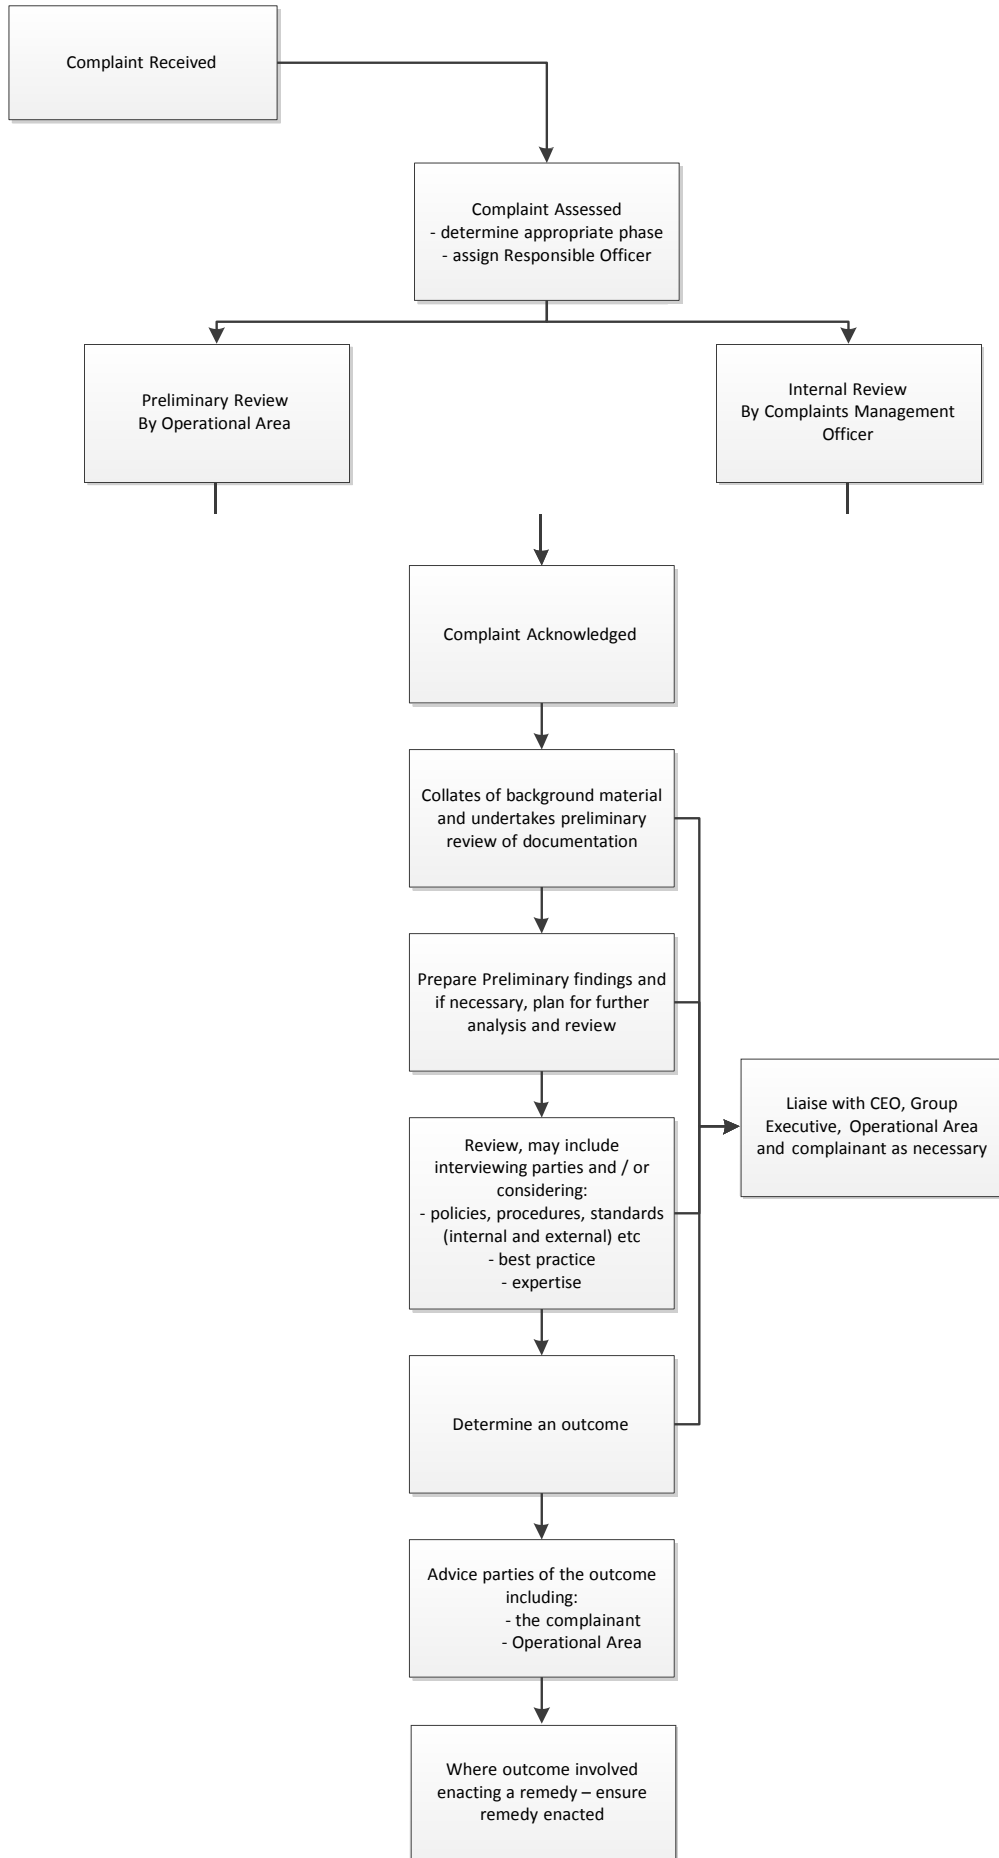 Complaint Received
Complaint Assessed
- determine appropriate phase
- assign Responsible Officer
Preliminary Review
By Operational Area
Internal Review
By Complaints Management
Officer
Complaint Acknowledged
Collates of background material
and undertakes preliminary
review of documentation
Prepare Preliminary findings and
if necessary, plan for further
analysis and review
Liaise with CEO, Group
Executive, Operational Area
and complainant as necessary
Review, may include
interviewing parties and / or
considering:
- policies, procedures, standards
(internal and external) etc
- best practice
- expertise
Determine an outcome
Advice parties of the outcome
including:
- the complainant
- Operational Area
Where outcome involved
enacting a remedy – ensure
remedy enacted